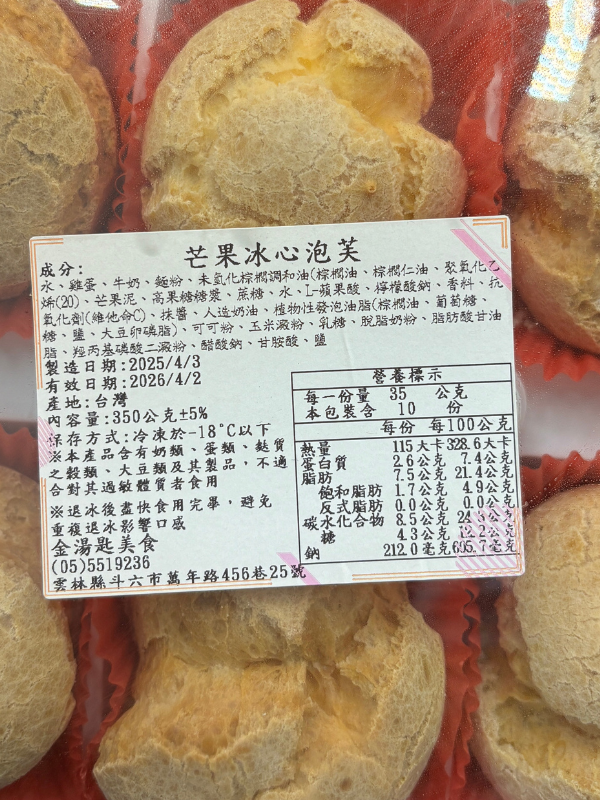 芒果冰心泡芙
成分:
水、雞蛋、牛奶、麵粉、未氫化棕櫚調和油(棕櫚油、棕櫚仁油、聚氧化乙
烯(20)、芒果泥、高果糖糖漿、蔗糖、水、L-蘋果酸、檸檬酸鈉、香料、抗
氧化劑(維他命C)、抹醬、人造奶油、植物性發泡油脂(棕櫚油、葡萄糖、
糖、鹽、大豆卵磷脂)、可可粉、玉米澱粉、乳糖、脫脂奶粉、脂肪酸甘油
脂、羥丙基磷酸二澱粉、醋酸鈉、甘胺酸、鹽
製造日期:2025/4/3
有效日期:2026/4/2
產地:台灣
內容量:350公克±5%
保存方式:冷凍於-18°C以下
※本產品含有奶類、蛋類、麩質
之穀類、大豆類及其製品,不適
合對其過敏體質者食用
※退冰後盡快食用完畢,避免
重複退冰影響口感
金湯匙美食
(05)5519236
雲林縣斗六市萬年路456巷25號
營養標示
每一份量 35 公克
本包裝含 10 份
每份 每100公克
熱量 115大卡 328.6大卡
蛋白質 2.6公克 7.4公克
脂肪 7.5公克 21.4公克
飽和脂肪 1.7公克 4.9公克
反式脂肪 0.0公克 0.0公克
碳水化合物 8.5公克 24.3公克
糖 4.3公克 12.2公克
鈉 212.0毫克 605.7毫克